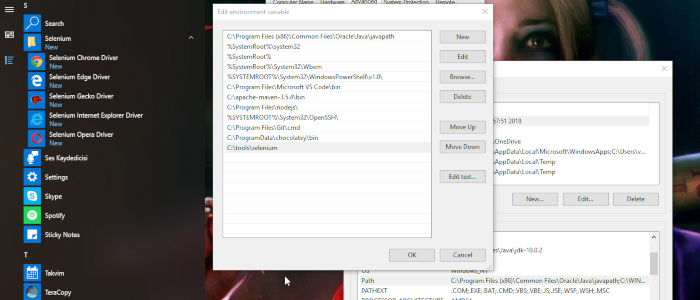 S
Search
Selenium
New
Selenium Chrome Driver
New
Selenium Edge Driver
New
Selenium Gecko Driver
New
Selenium Internet Explorer Driver
New
Selenium Opera Driver
New
Ses Kaydedicisi
Settings
Skype
Spotify
Sticky Notes
T
Takvim
TeraCopy
Computer Name Hardware Advanced System Protection Remote
Edit environment variable
C:\Program Files (x86)\Common Files\Oracle\Java\javapath
%SystemRoot%\system32
%SystemRoot%
%SystemRoot%\System32\Wbem
%SYSTEMROOT%\System32\WindowsPowerShell\v1.0\
C:\Program Files\Microsoft VS Code\bin
C:\apache-maven-3.5.4\bin
C:\Program Files\nodejs\
%SYSTEMROOT%\System32\OpenSSH\
C:\Program Files\Git\cmd
C:\ProgramData\chocolatey\bin
C:\tools\selenium
New
Edit
Browse...
Delete
Move Up
Move Down
Edit text...
OK
Cancel
57:51 2018
\OneDrive
\AppData\Local\Microsoft\WindowsApps;C:\Users\v...
\AppData\Local\Temp
\AppData\Local\Temp
New...
Edit...
Delete
es\Java\jdk-10.0.2
OS Windows_NT
Path C:\Program Files (x86)\Common Files\Oracle\Java\javapath;C:\WIN...
PATHEXT .COM;.EXE;.BAT;.CMD;.VBS;.VBE;.JS;.JSE;.WSF;.WSH;.MSC
PROCESSOR_ARCHITECTURE AMD64